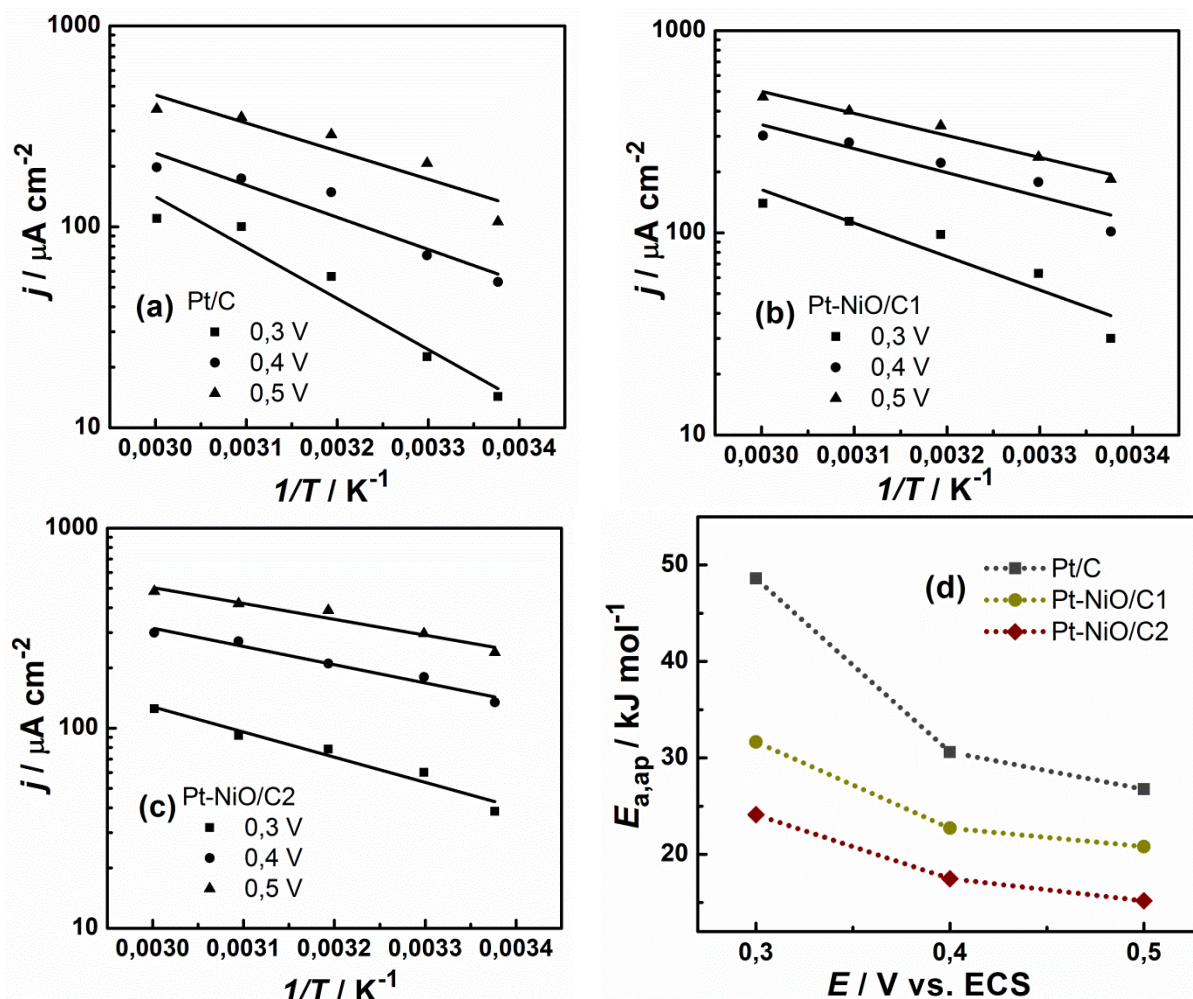 1000
100
10
j / μA cm⁻²
(a)
Pt/C
0,3 V
0,4 V
0,5 V
0,0030 0,0031 0,0032 0,0033 0,0034
1/T / K⁻¹
1000
100
10
j / μA cm⁻²
(b)
Pt-NiO/C1
0,3 V
0,4 V
0,5 V
0,0030 0,0031 0,0032 0,0033 0,0034
1/T / K⁻¹
1000
100
10
j / μA cm⁻²
(c)
Pt-NiO/C2
0,3 V
0,4 V
0,5 V
0,0030 0,0031 0,0032 0,0033 0,0034
1/T / K⁻¹
50
40
30
20
Ea,ap / kJ mol⁻¹
(d)
Pt/C
Pt-NiO/C1
Pt-NiO/C2
0,3 0,4 0,5
E / V vs. ECS